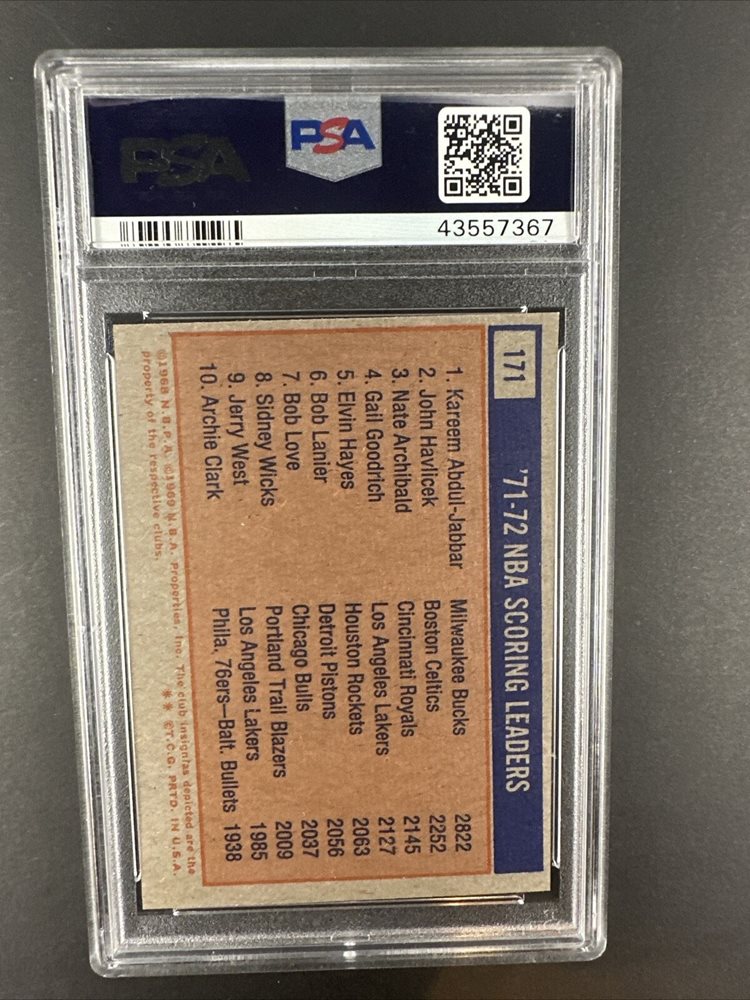 PSA
PSA
43557367
171
'71-72 NBA SCORING LEADERS
1. Kareem Abdul-Jabbar Milwaukee Bucks 2822
2. John Havlicek Boston Celtics 2252
3. Nate Archibald Cincinnati Royals 2145
4. Gail Goodrich Los Angeles Lakers 2127
5. Elvin Hayes Houston Rockets 2063
6. Bob Lanier Detroit Pistons 2056
7. Bob Love Chicago Bulls 2037
8. Sidney Wicks Portland Trail Blazers 2009
9. Jerry West Los Angeles Lakers 1985
10. Archie Clark Phila. 76ers—Balt. Bullets 1938
©1968 N.B.P.A. ©1969 N.B.A. Properties, Inc. The club insignias depicted are the
property of the respective clubs. ** ©T.C.G. PRTD. IN U.S.A.